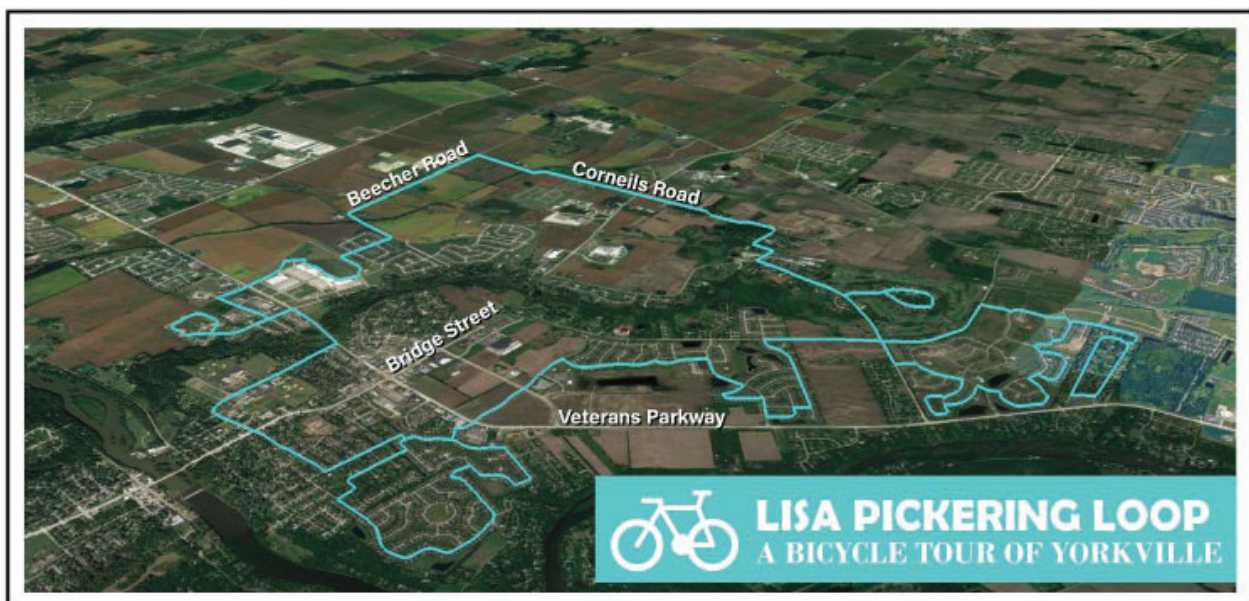 Beecher Road
Corneils Road
Bridge Street
Veterans Parkway
LISA PICKERING LOOP
A BICYCLE TOUR OF YORKVILLE